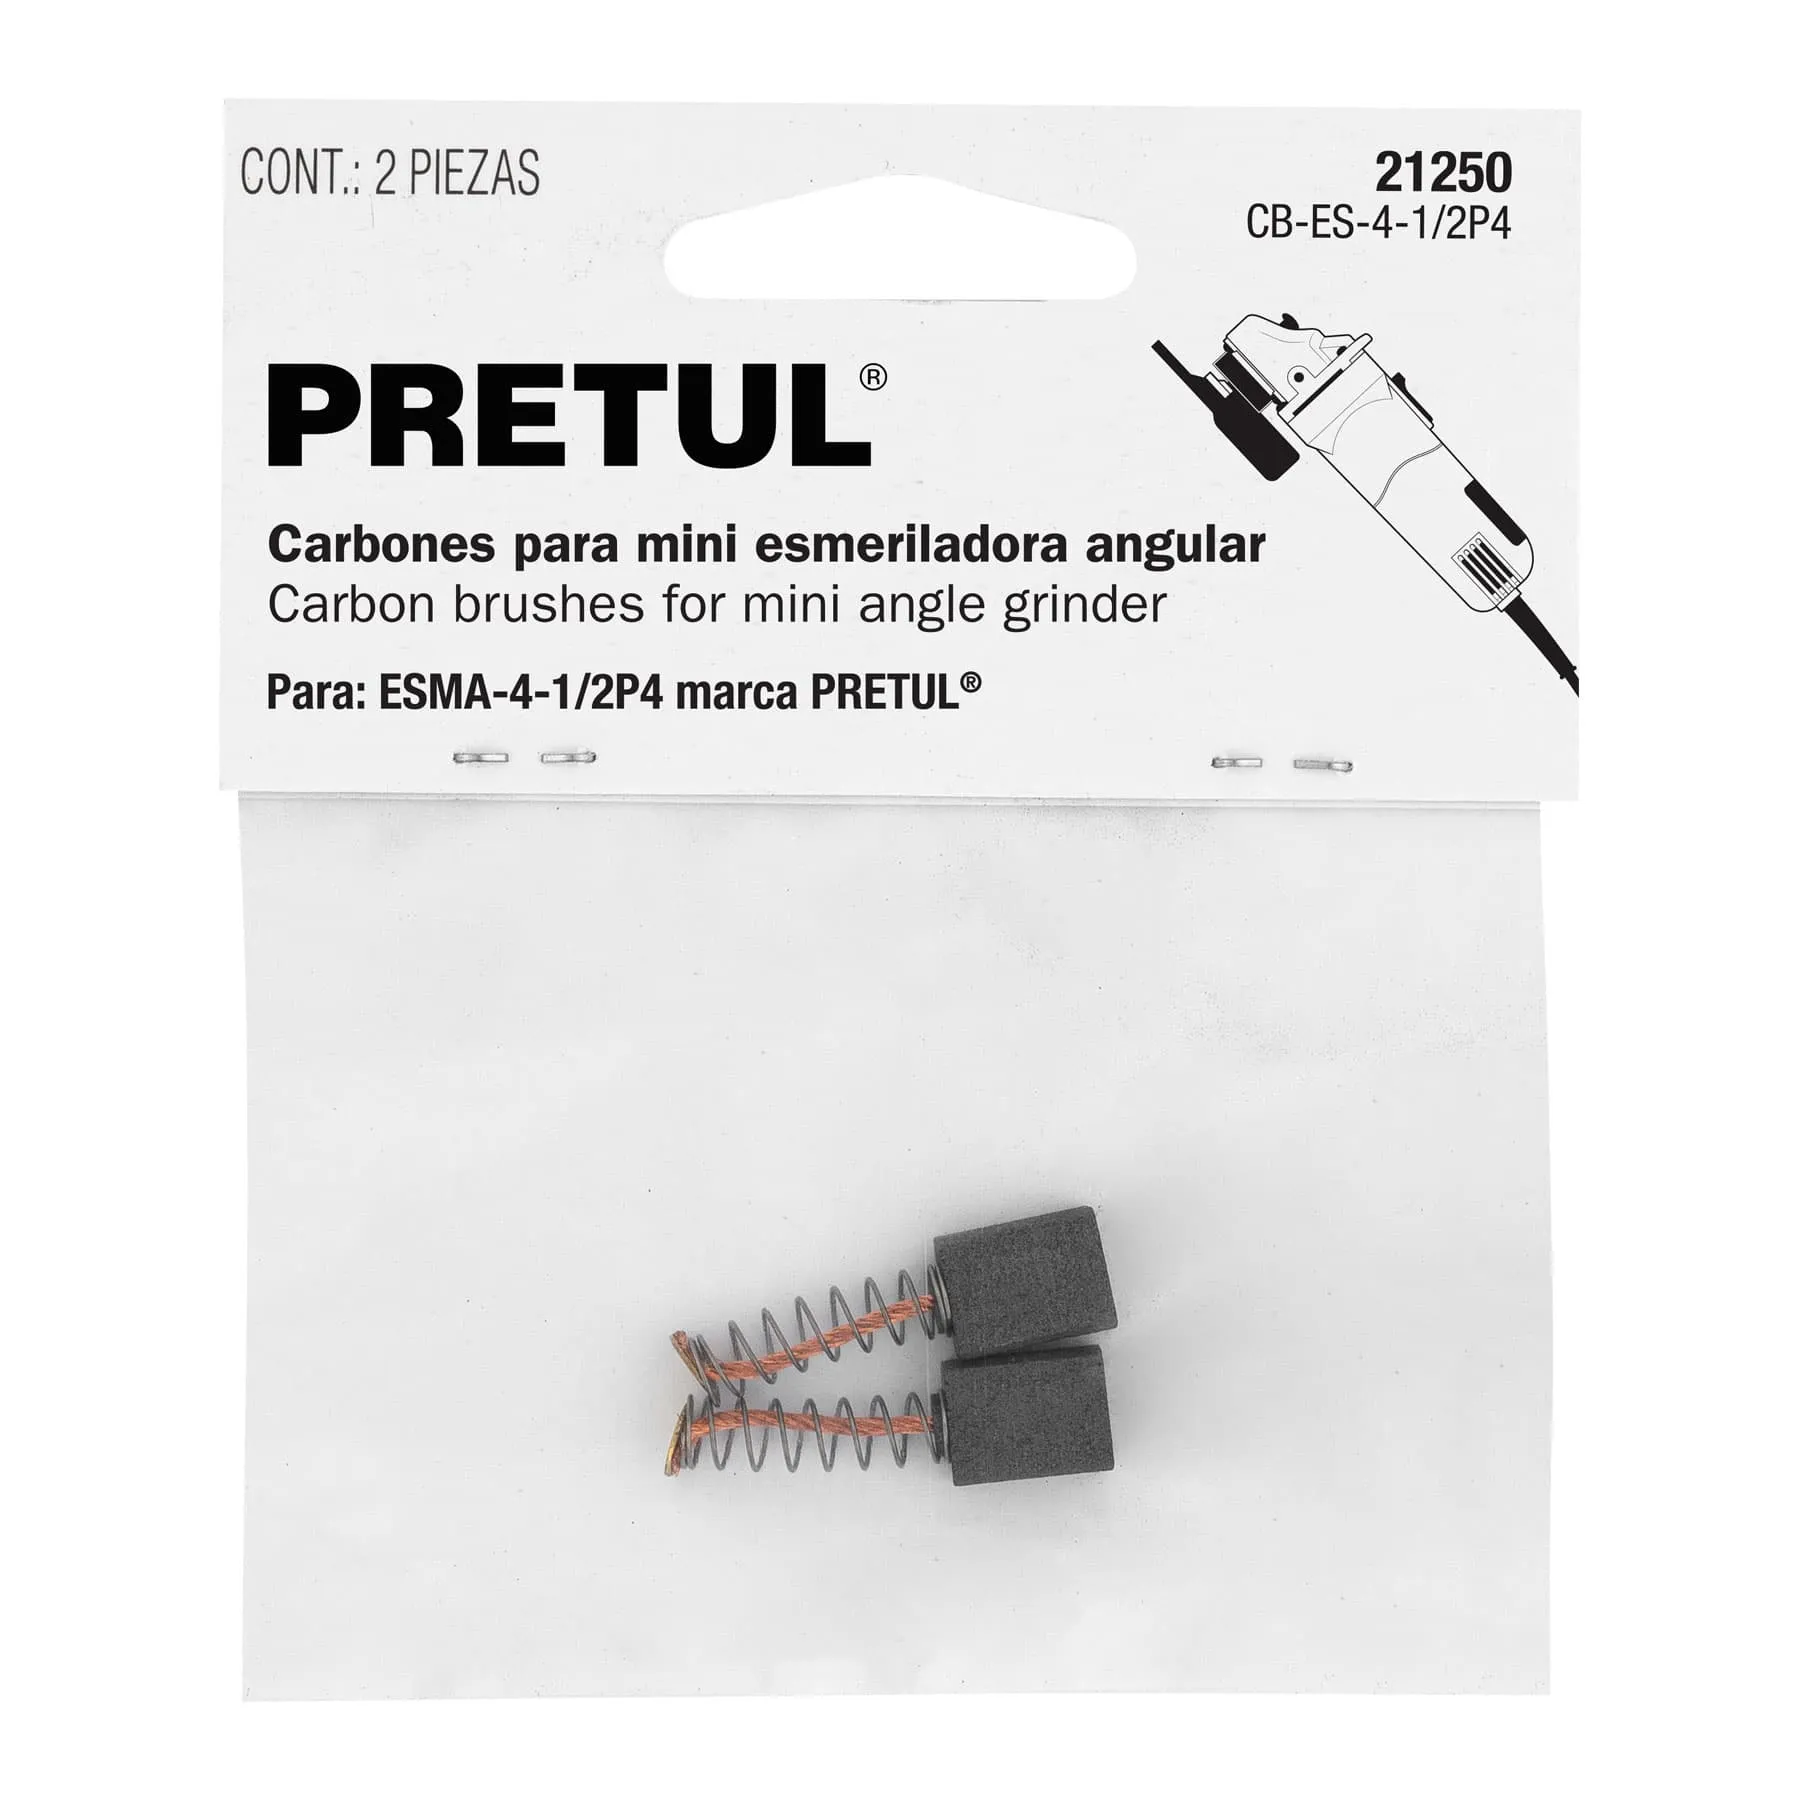 CONT.: 2 PIEZAS
21250
CB-ES-4-1/2P4
PRETUL®
Carbones para mini esmeriladora angular
Carbon brushes for mini angle grinder
Para: ESMA-4-1/2P4 marca PRETUL®